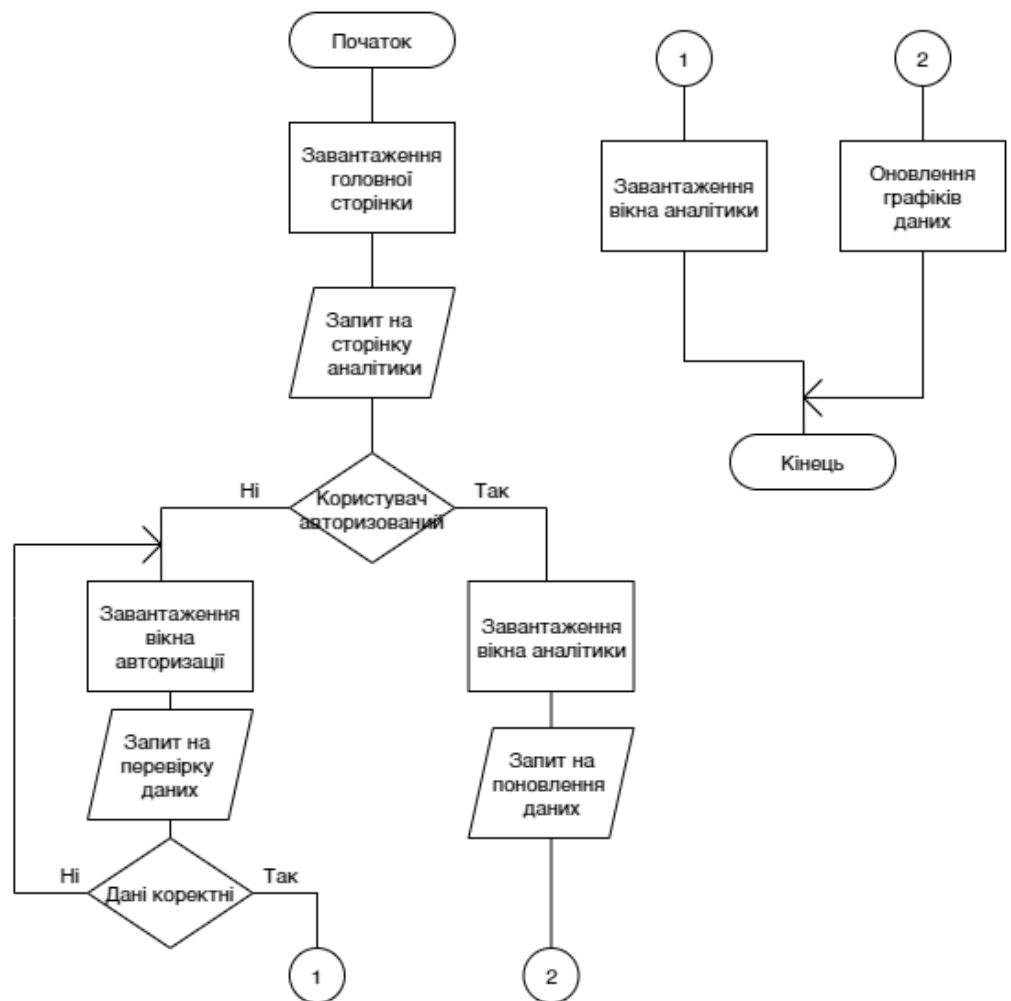 Початок
Завантаження
головної
сторінки
Запит на
сторінку
аналітики
Користувач
авторизований
Ні
Так
Завантаження
вікна
авторизації
Запит на
перевірку
даних
Дані коректні
Ні
Так
1
Завантаження
вікна аналітики
Запит на
поновлення
даних
2
1
Завантаження
вікна аналітики
2
Оновлення
графіків
даних
Кінець